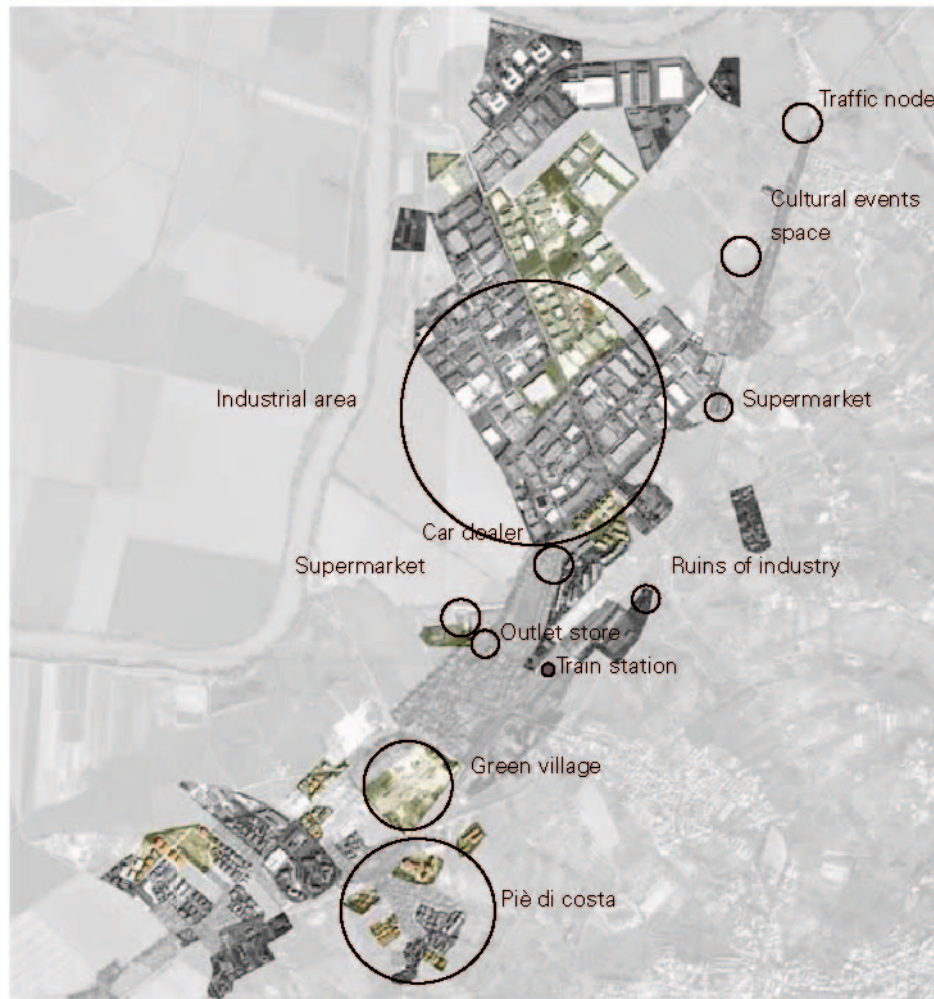 Traffic node
Cultural events
space
Industrial area
Supermarket
Car dealer
Supermarket
Ruins of industry
Outlet store
Train station
Green village
Piè di costa